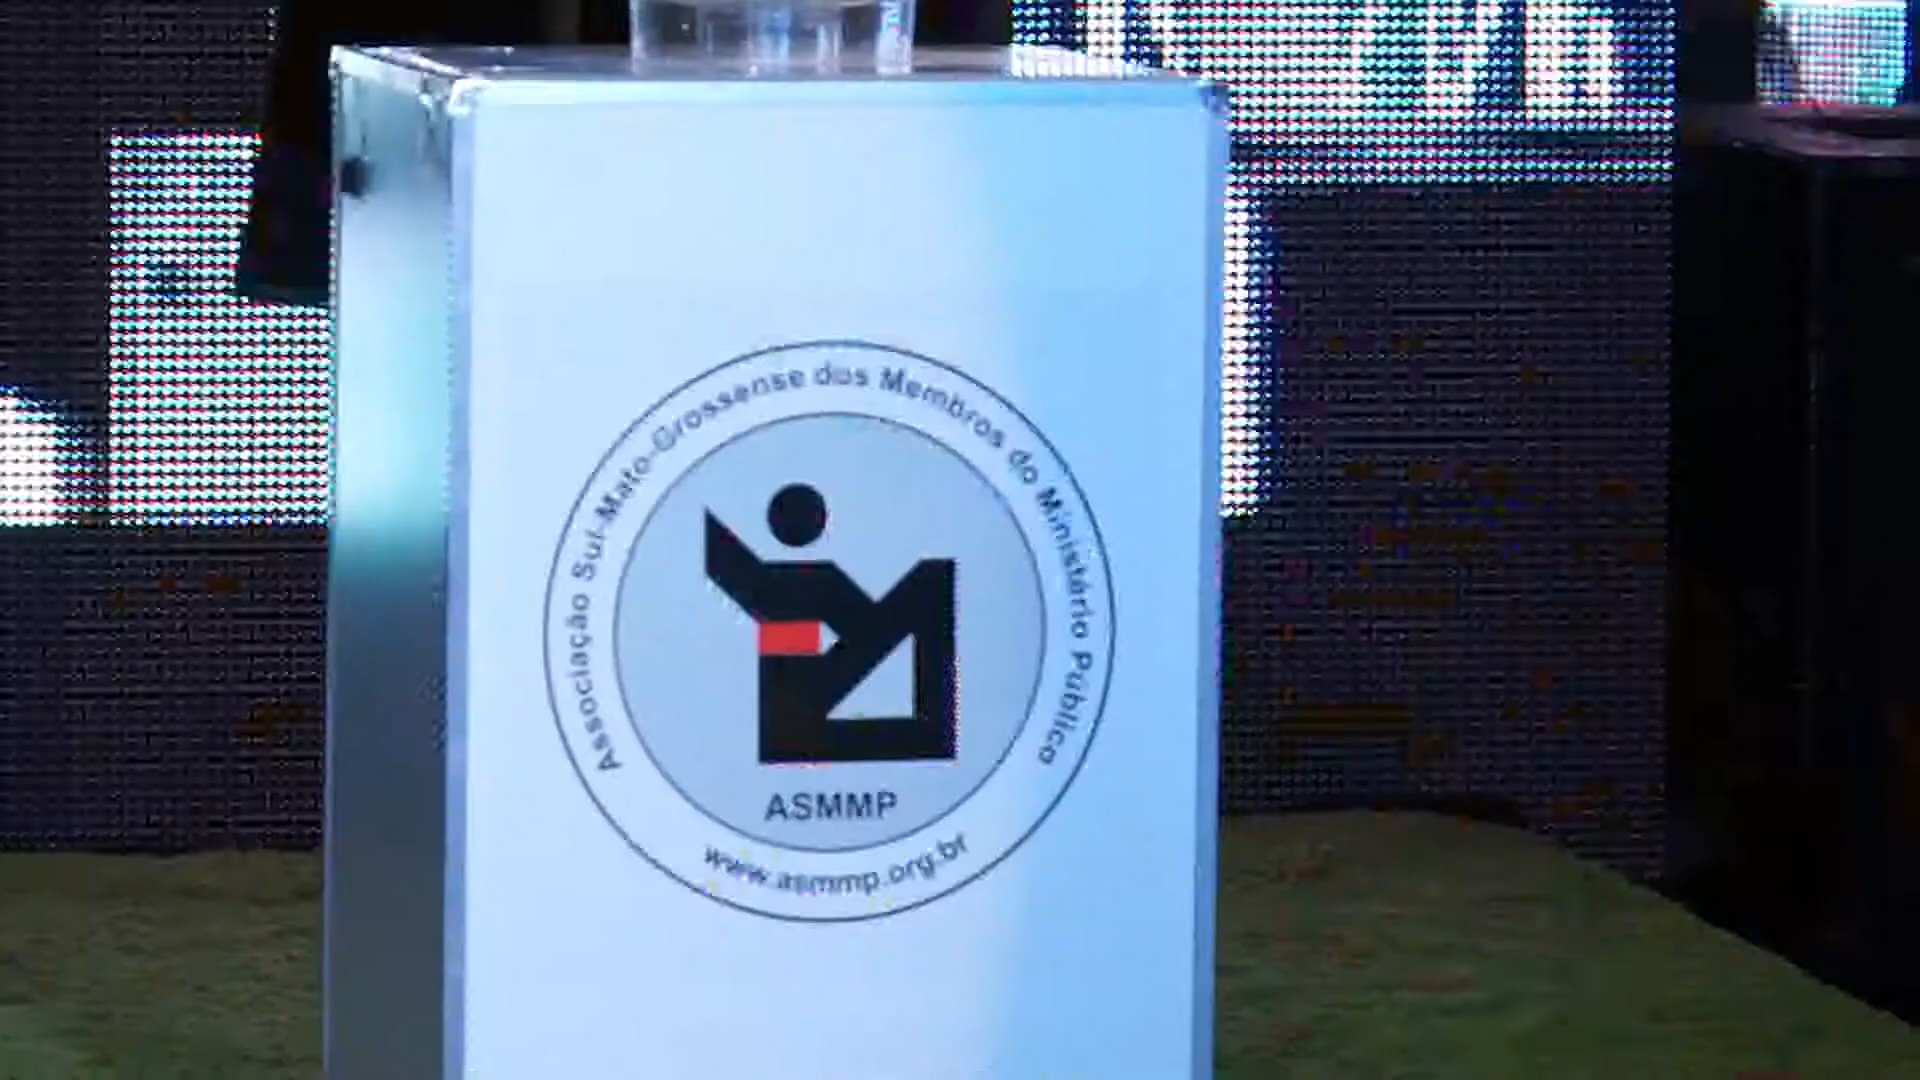 Associação Sul-Mato-Grossense dos Membros do Ministério Público
ASMMP
www.asmmp.org.br